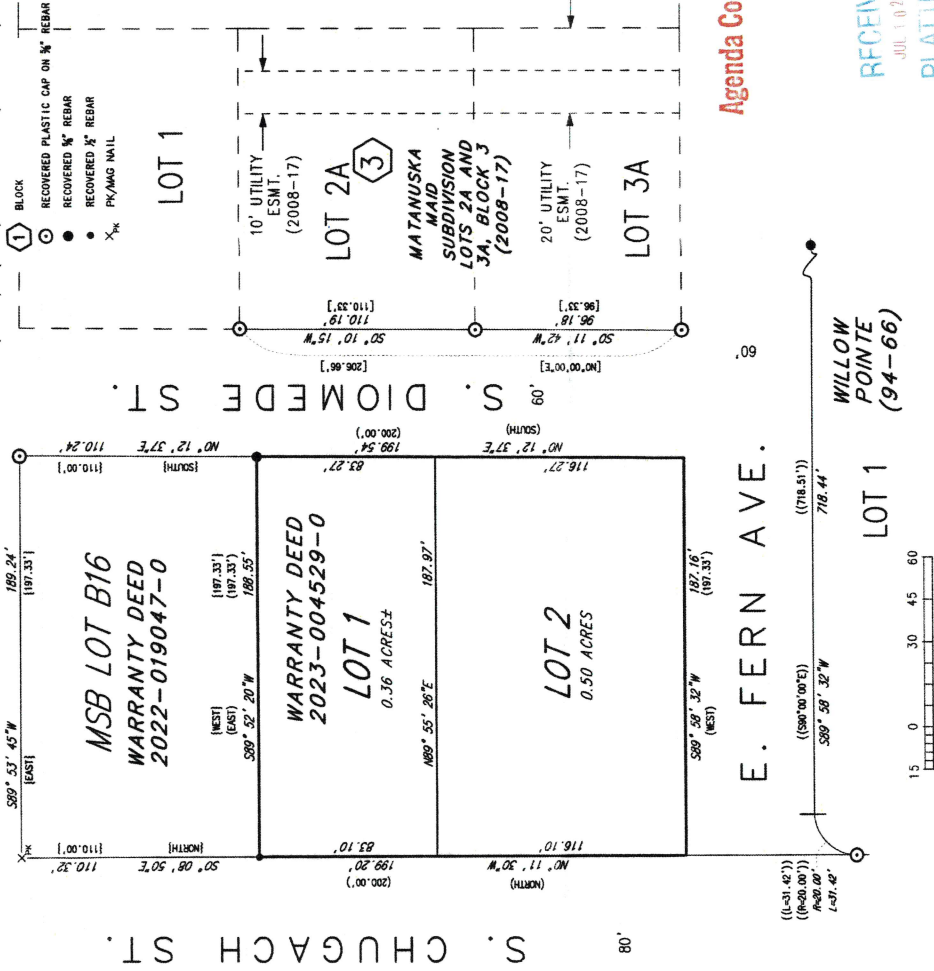 1 BLOCK
RECOVERED PLASTIC CAP ON ⅝" REBAR
RECOVERED ⅝" REBAR
RECOVERED ½" REBAR
PK PK/MAG NAIL
LOT 1
10' UTILITY
ESMT.
(2008-17)
LOT 2A
3
MATANUSKA
MAID
SUBDIVISION
LOTS 2A AND
3A, BLOCK 3
(2008-17)
20' UTILITY
ESMT.
(2008-17)
LOT 3A
S0° 10' 15"W
110.19'
[110.33']
S0° 11' 42"W
96.18'
[96.33']
[206.66']
[N0°00'00"E]
S. DIOMEDE ST.
60'
S89° 53' 45"W
189.24'
[EAST]
[197.33']
PK
S0° 08' 50"E
110.32'
[NORTH]
[110.00']
MSB LOT B16
WARRANTY DEED
2022-019047-0
N0° 12' 37"E
110.24'
[SOUTH]
[110.00']
[WEST]
[197.33']
(EAST)
(197.33')
S89° 52' 20"W
188.55'
WARRANTY DEED
2023-004529-0
LOT 1
0.36 ACRES±
199.54'
(200.00')
83.27'
83.10'
199.20'
(200.00')
N89° 55' 26"E
187.97'
N0° 12' 37"E
(SOUTH)
116.27'
LOT 2
0.50 ACRES
116.10'
N0° 11' 30"W
(NORTH)
S89° 58' 32"W
187.16'
(WEST)
(197.33')
S. CHUGACH ST.
80'
E. FERN AVE.
60'
((S90°00'00"E))
((718.51'))
S89° 58' 32"W
718.44'
((L=31.42'))
((R=20.00'))
R=20.00'
L=31.42'
WILLOW
POINTE
(94-66)
LOT 1
15 0 30 45 60
Agenda Co
RECEIV
JUL 10 2
PLATTI